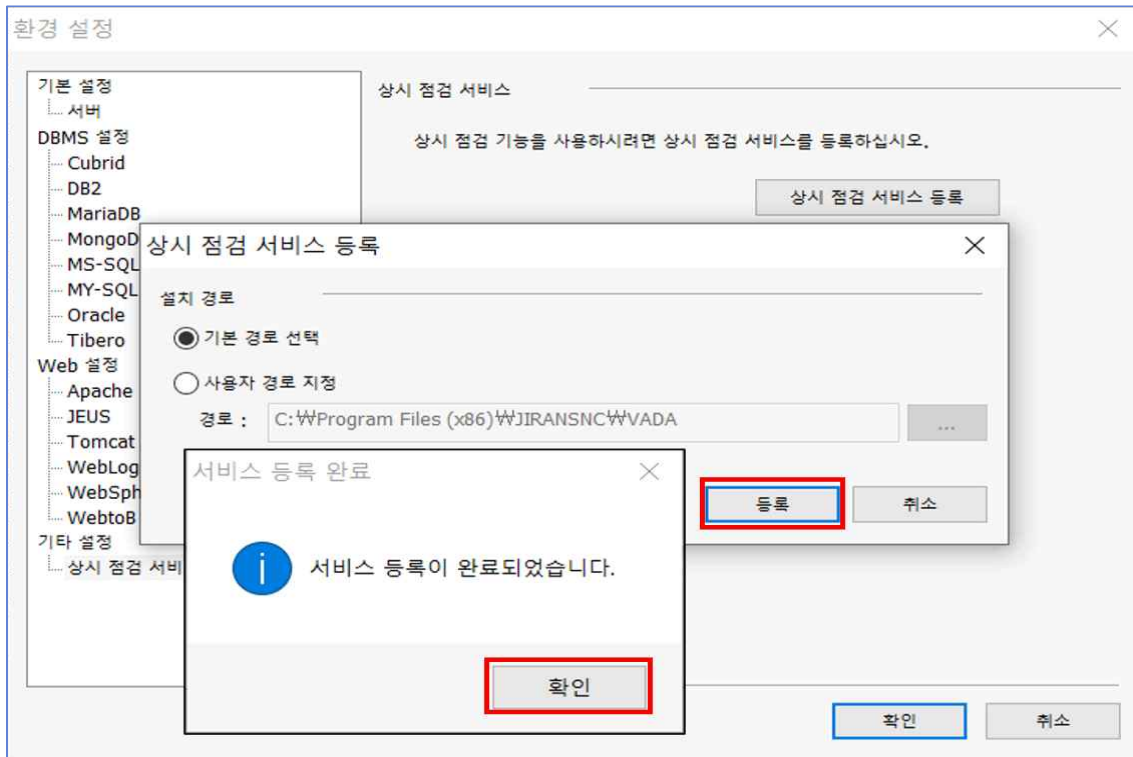 환경 설정
기본 설정
서버
DBMS 설정
Cubrid
DB2
MariaDB
MongoD
MS-SQL
MY-SQL
Oracle
Tibero
Web 설정
Apache
JEUS
Tomcat
WebLog
WebSph
WebtoB
기타 설정
상시 점검 서비
상시 점검 서비스
상시 점검 기능을 사용하시려면 상시 점검 서비스를 등록하십시오.
상시 점검 서비스 등록
상시 점검 서비스 등록
설치 경로
기본 경로 선택
사용자 경로 지정
경로 : C:₩Program Files (x86)₩JIRANSNC₩VADA ...
등록 취소
서비스 등록 완료
i 서비스 등록이 완료되었습니다.
확인
확인 취소